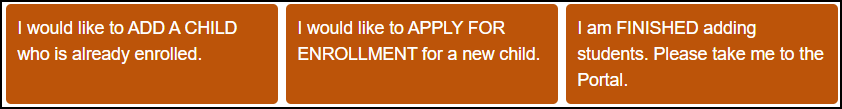 I would like to ADD A CHILD
who is already enrolled.
I would like to APPLY FOR
ENROLLMENT for a new child.
I am FINISHED adding
students. Please take me to the
Portal.